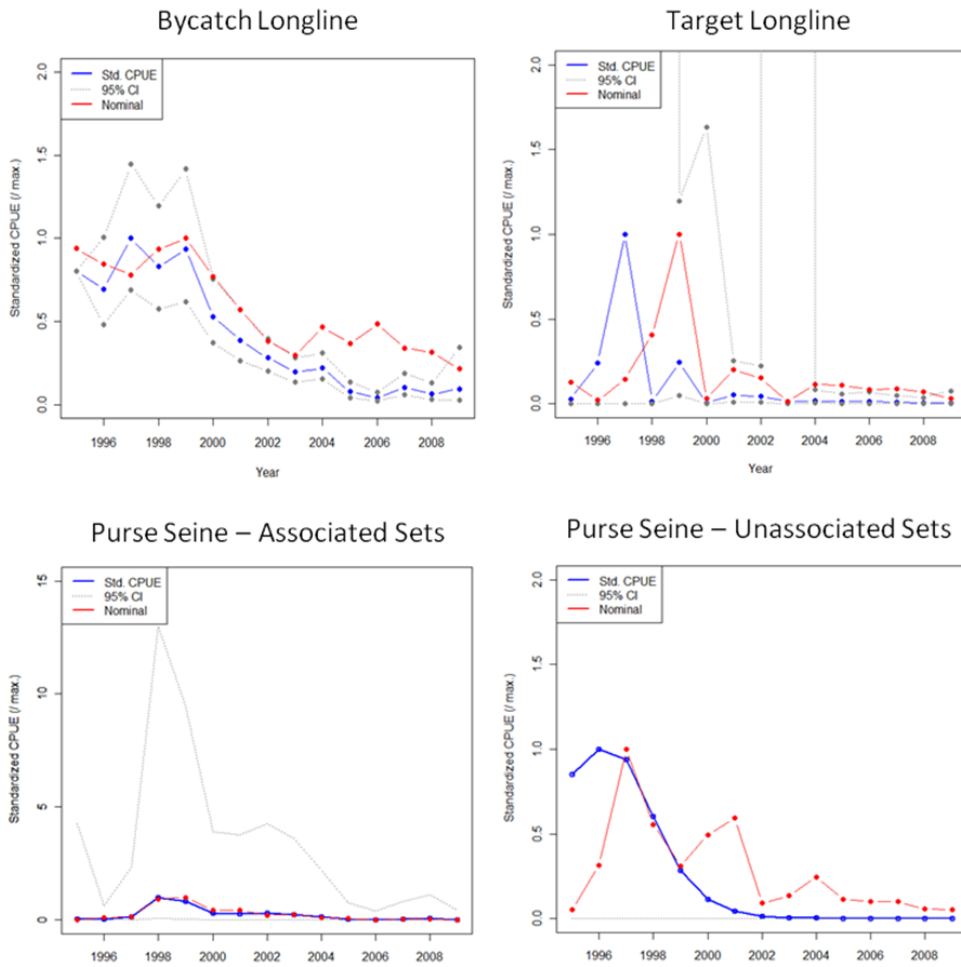 Bycatch Longline
Std. CPUE
95% CI
Nominal
Standardized CPUE (/ max.)
2.0
1.5
1.0
0.5
0.0
1996 1998 2000 2002 2004 2006 2008
Year
Target Longline
Std. CPUE
95% CI
Nominal
Standardized CPUE (/ max.)
2.0
1.5
1.0
0.5
0.0
1996 1998 2000 2002 2004 2006 2008
Year
Purse Seine – Associated Sets
Std. CPUE
95% CI
Nominal
Standardized CPUE (/ max.)
15
10
5
0
1996 1998 2000 2002 2004 2006 2008
Purse Seine – Unassociated Sets
Std. CPUE
95% CI
Nominal
Standardized CPUE (/ max.)
2.0
1.5
1.0
0.5
0.0
1996 1998 2000 2002 2004 2006 2008